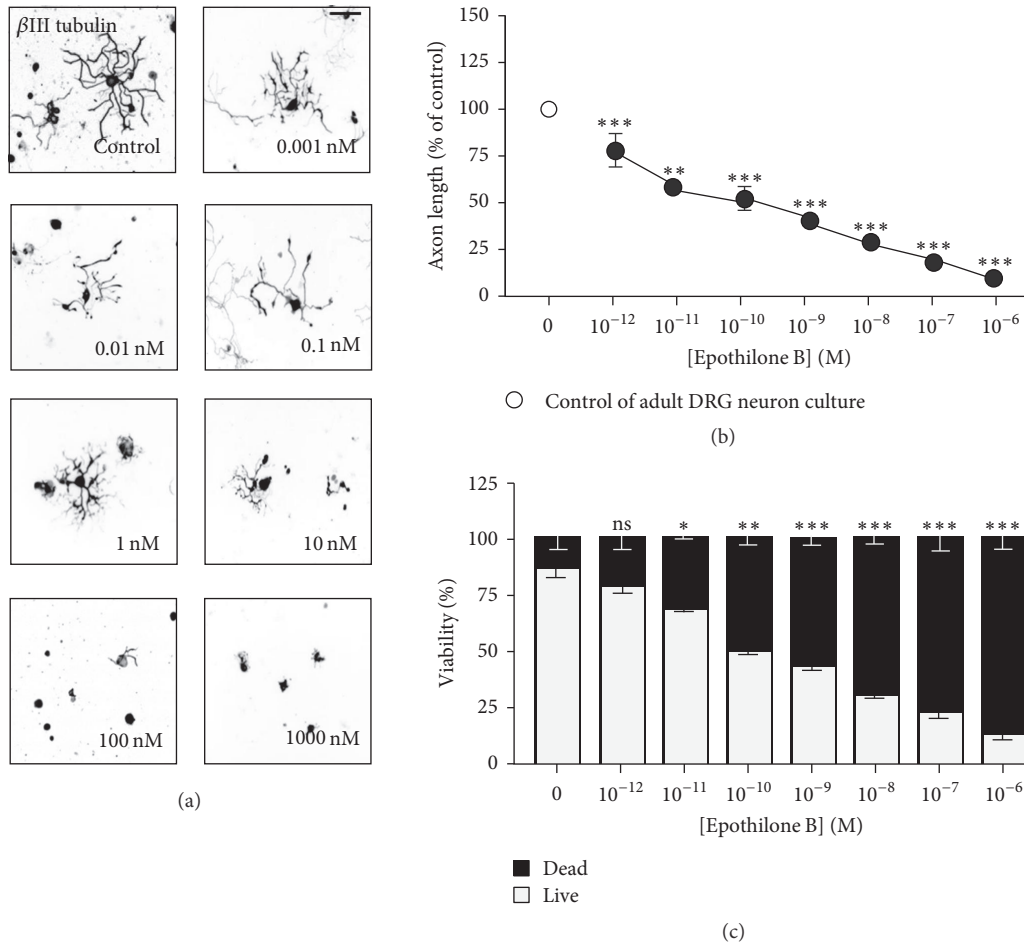 βIII tubulin
Control
0.001 nM
0.01 nM
0.1 nM
1 nM
10 nM
100 nM
1000 nM
(a)
Axon length (% of control)
150
125
100
75
50
25
0
***
**
***
***
***
***
***
0 10⁻¹² 10⁻¹¹ 10⁻¹⁰ 10⁻⁹ 10⁻⁸ 10⁻⁷ 10⁻⁶
[Epothilone B] (M)
Control of adult DRG neuron culture
(b)
Viability (%)
125
100
75
50
25
0
ns * ** *** *** *** ***
0 10⁻¹² 10⁻¹¹ 10⁻¹⁰ 10⁻⁹ 10⁻⁸ 10⁻⁷ 10⁻⁶
[Epothilone B] (M)
Dead
Live
(c)